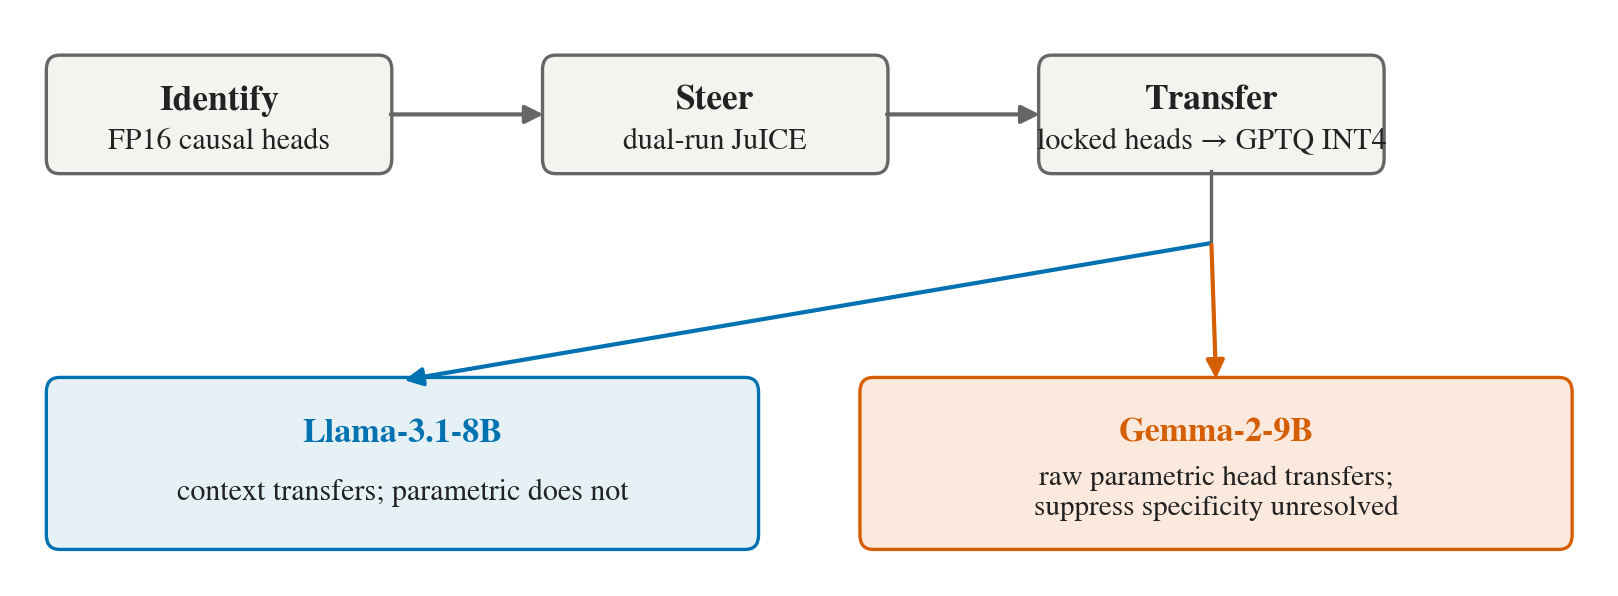 Identify
FP16 causal heads
Steer
dual-run JuICE
Transfer
locked heads → GPTQ INT4
Llama-3.1-8B
context transfers; parametric does not
Gemma-2-9B
raw parametric head transfers;
suppress specificity unresolved